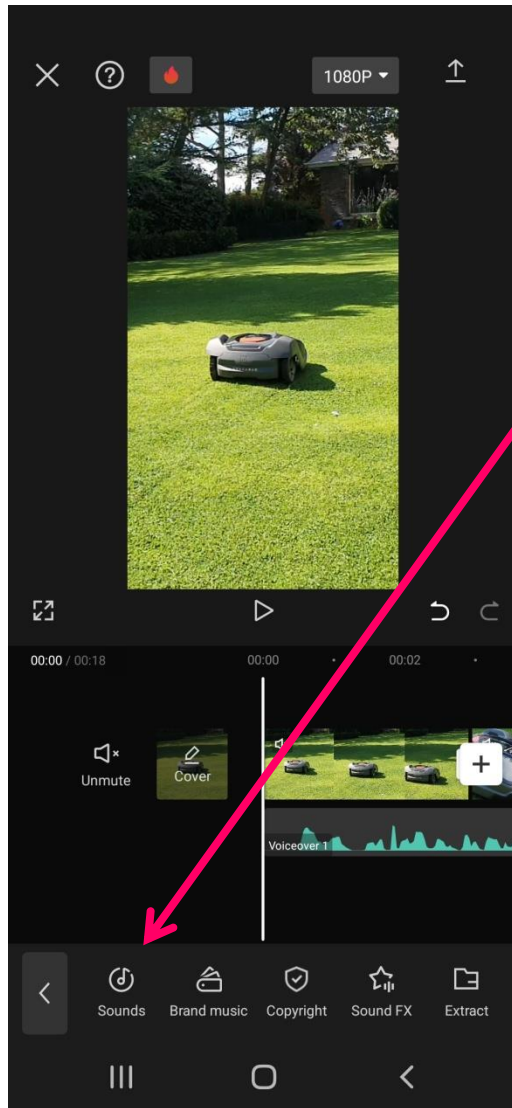 1080P
00:00 / 00:18
00:00
00:02
Unmute
Cover
Voiceover 1
Sounds
Brand music
Copyright
Sound FX
Extract